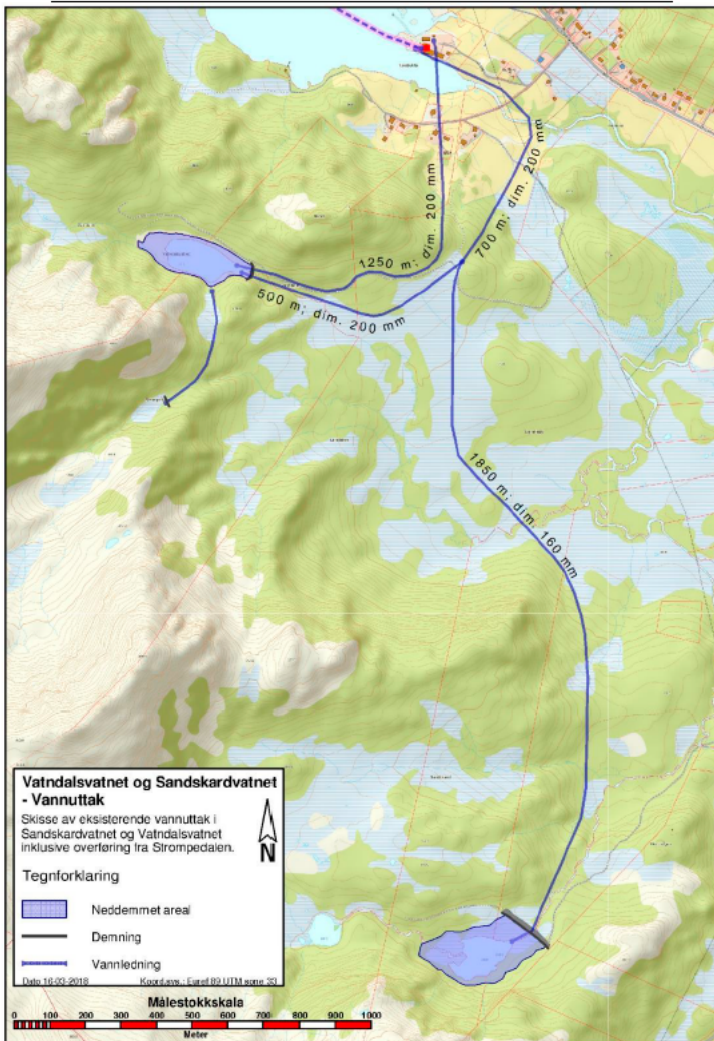 1250 m; dim. 200 mm
700 m; dim. 200 mm
500 m; dim. 200 mm
1850 m; dim. 160 mm
Vatndalsvatnet og Sandskardvatnet
- Vannuttak
Skisse av eksisterende vannuttak i
Sandskardvatnet og Vatndalsvatnet
inklusive overføring fra Strompedalen.
N
Tegnforklaring
Neddemmet areal
Demning
Vannledning
Dato 16-03-2018 Koord.sys.: Euref 89 UTM sone 33
Målestokkskala
0 100 200 300 400 500 600 700 800 900 1000
Meter